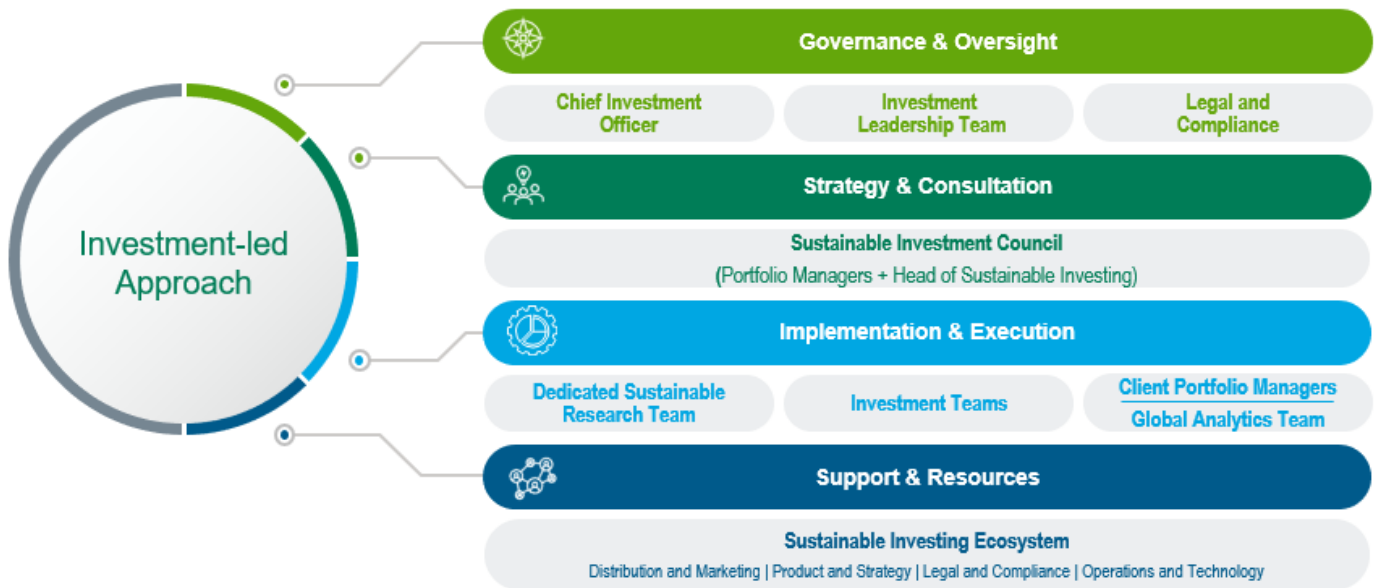 Investment-led
Approach
Governance & Oversight
Chief Investment
Officer
Investment
Leadership Team
Legal and
Compliance
Strategy & Consultation
Sustainable Investment Council
(Portfolio Managers + Head of Sustainable Investing)
Implementation & Execution
Dedicated Sustainable
Research Team
Investment Teams
Client Portfolio Managers
Global Analytics Team
Support & Resources
Sustainable Investing Ecosystem
Distribution and Marketing | Product and Strategy | Legal and Compliance | Operations and Technology